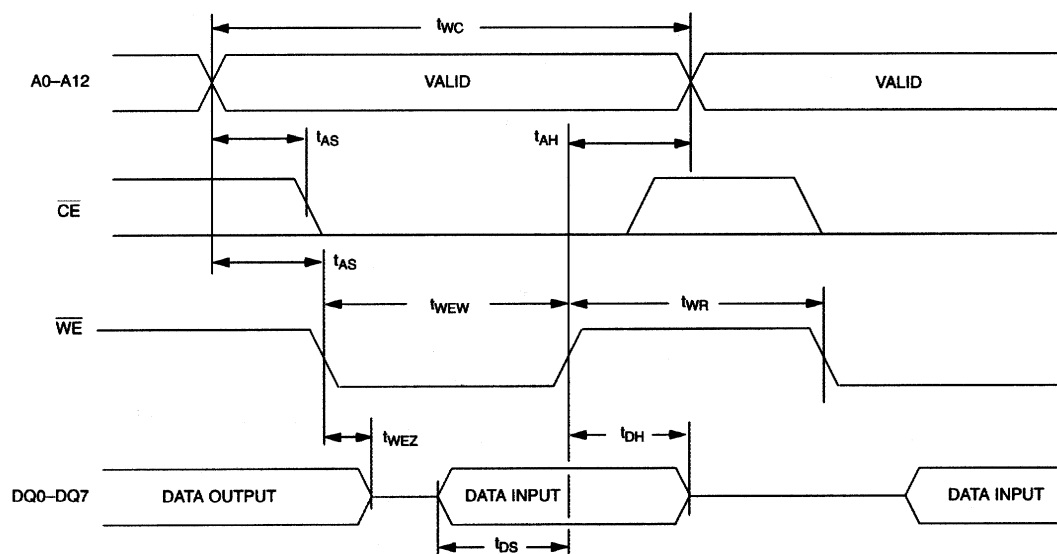 tWC
A0–A12 VALID VALID
tAS tAH
CE
tAS
tWEW tWR
WE
tWEZ tDH
DQ0–DQ7 DATA OUTPUT DATA INPUT DATA INPUT
tDS